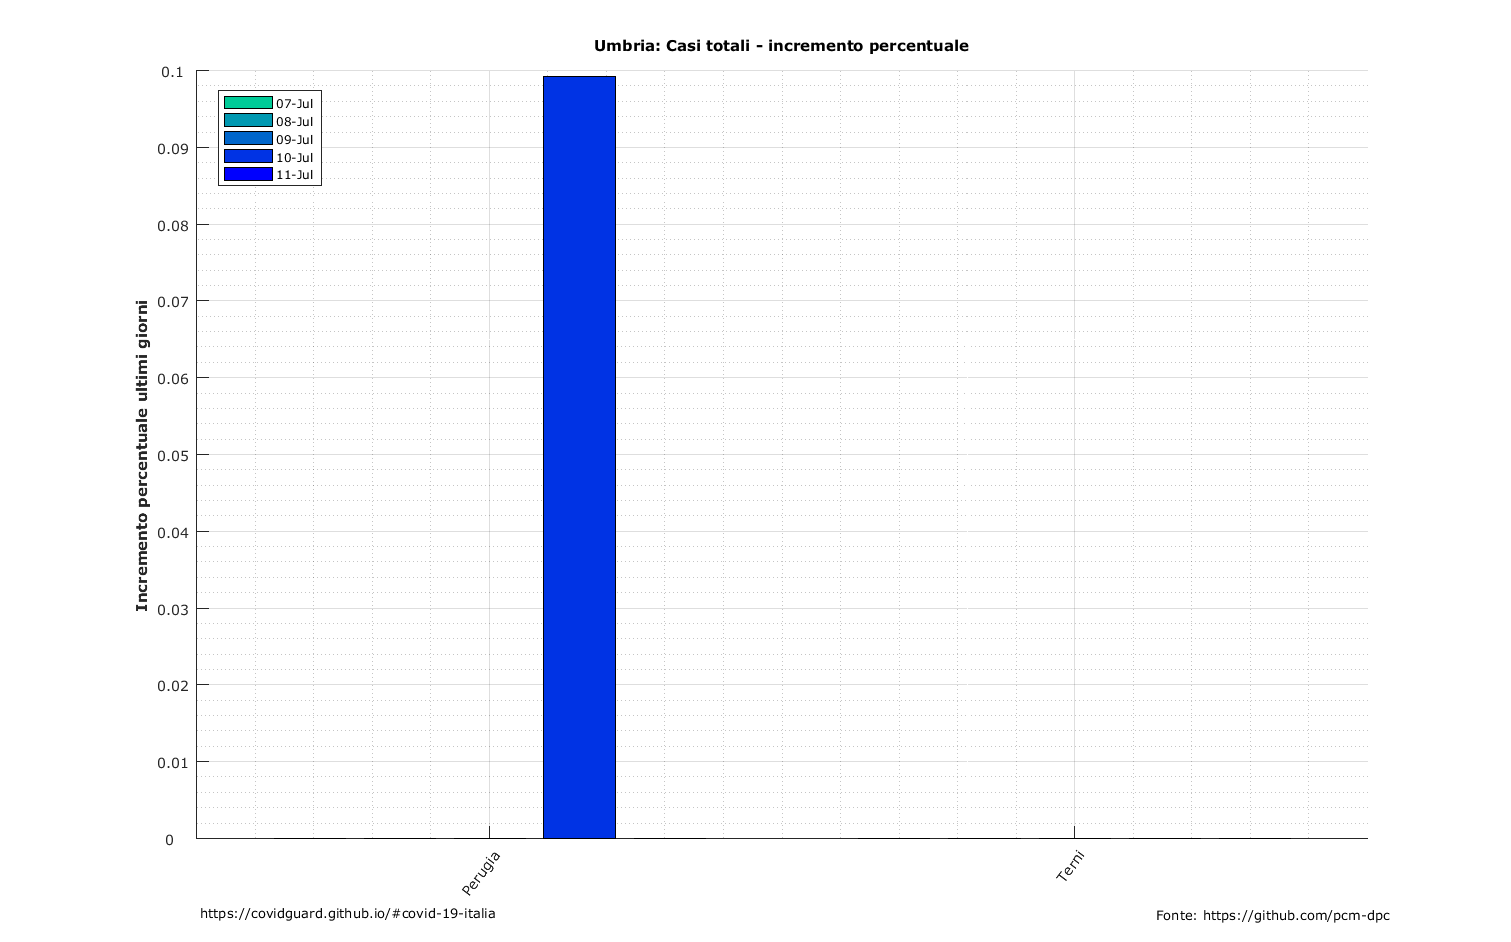 Umbria: Casi totali - incremento percentuale
0.1
0.09
0.08
0.07
0.06
0.05
0.04
0.03
0.02
0.01
0
Incremento percentuale ultimi giorni
07-Jul
08-Jul
09-Jul
10-Jul
11-Jul
Perugia
Terni
https://covidguard.github.io/#covid-19-italia
Fonte: https://github.com/pcm-dpc